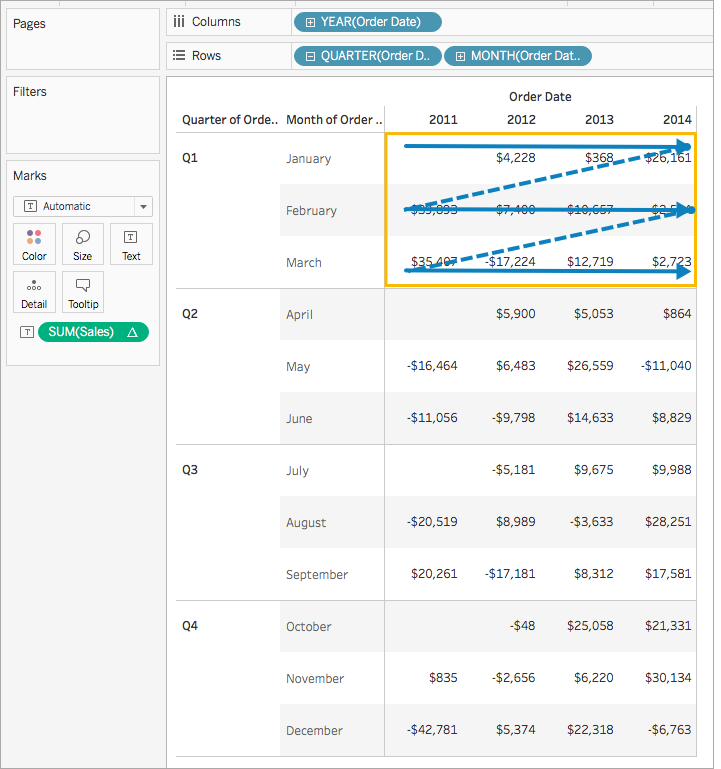 Pages
Columns
YEAR(Order Date)
Rows
QUARTER(Order D..
MONTH(Order Dat..
Filters
Marks
Automatic
Color
Size
Text
Detail
Tooltip
SUM(Sales)
Order Date
Quarter of Orde.. Month of Order .. 2011 2012 2013 2014
Q1 January $4,228 $368 $26,161
February
March $35,407 -$17,224 $12,719 $2,723
Q2 April $5,900 $5,053 $864
May -$16,464 $6,483 $26,559 -$11,040
June -$11,056 -$9,798 $14,633 $8,829
Q3 July -$5,181 $9,675 $9,988
August -$20,519 $8,989 -$3,633 $28,251
September $20,261 -$17,181 $8,312 $17,581
Q4 October -$48 $25,058 $21,331
November $835 -$2,656 $6,220 $30,134
December -$42,781 $5,374 $22,318 -$6,763